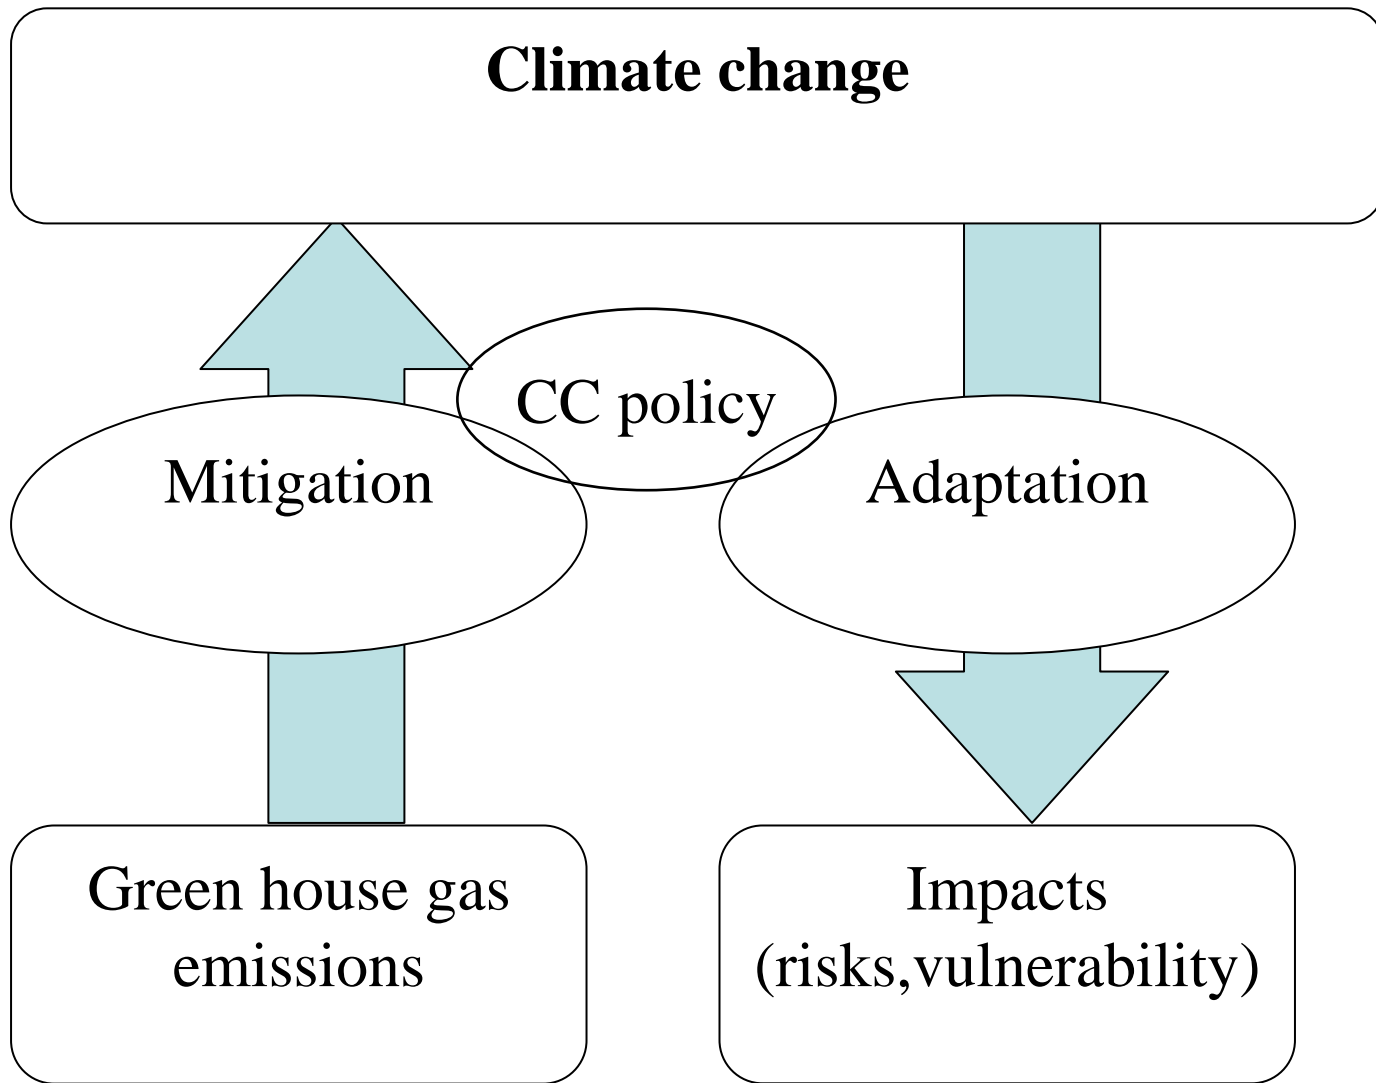 Climate change
CC policy
Mitigation
Adaptation
Green house gas
emissions
Impacts
(risks,vulnerability)